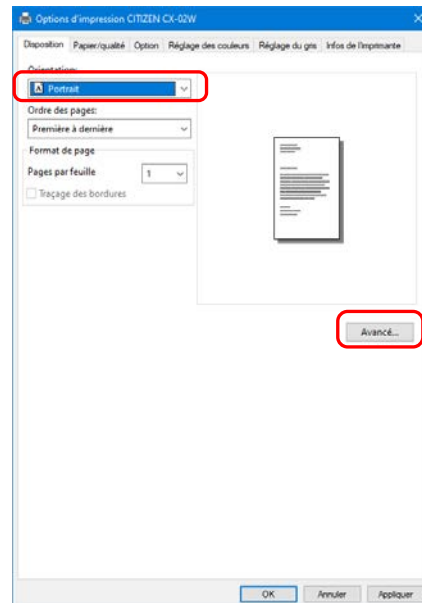 Options d'impression CITIZEN CX-02W
Disposition Papier/qualité Option Réglage des couleurs Réglage du gris Infos de l'imprimante
Orientation:
A Portrait
Ordre des pages:
Première à dernière
Format de page
Pages par feuille 1
Traçage des bordures
Avancé...
OK Annuler Appliquer